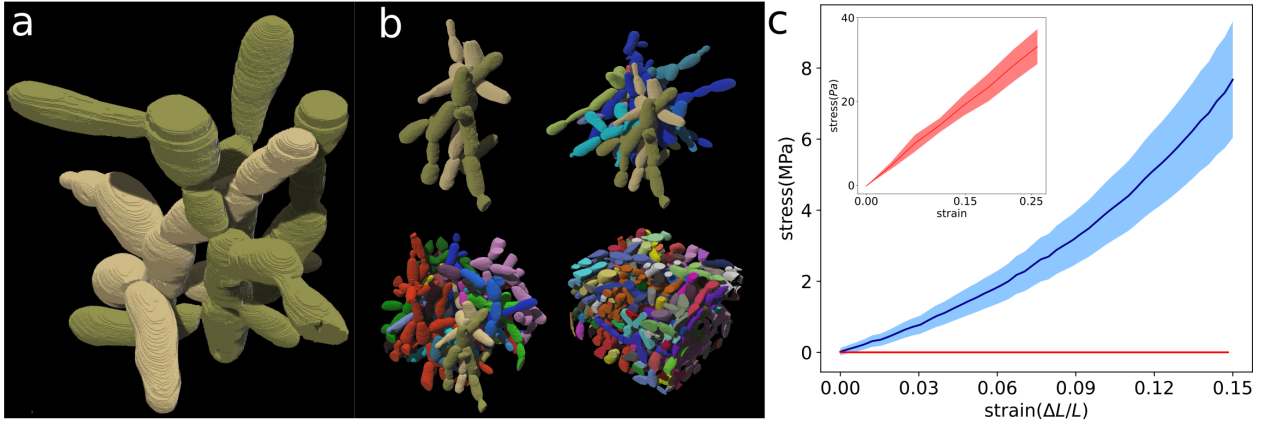 a
b
c
40
20
0
0.00
0.15
0.25
stress(Pa)
strain
8
6
4
2
0
stress(MPa)
0.00
0.03
0.06
0.09
0.12
0.15
strain(ΔL/L)